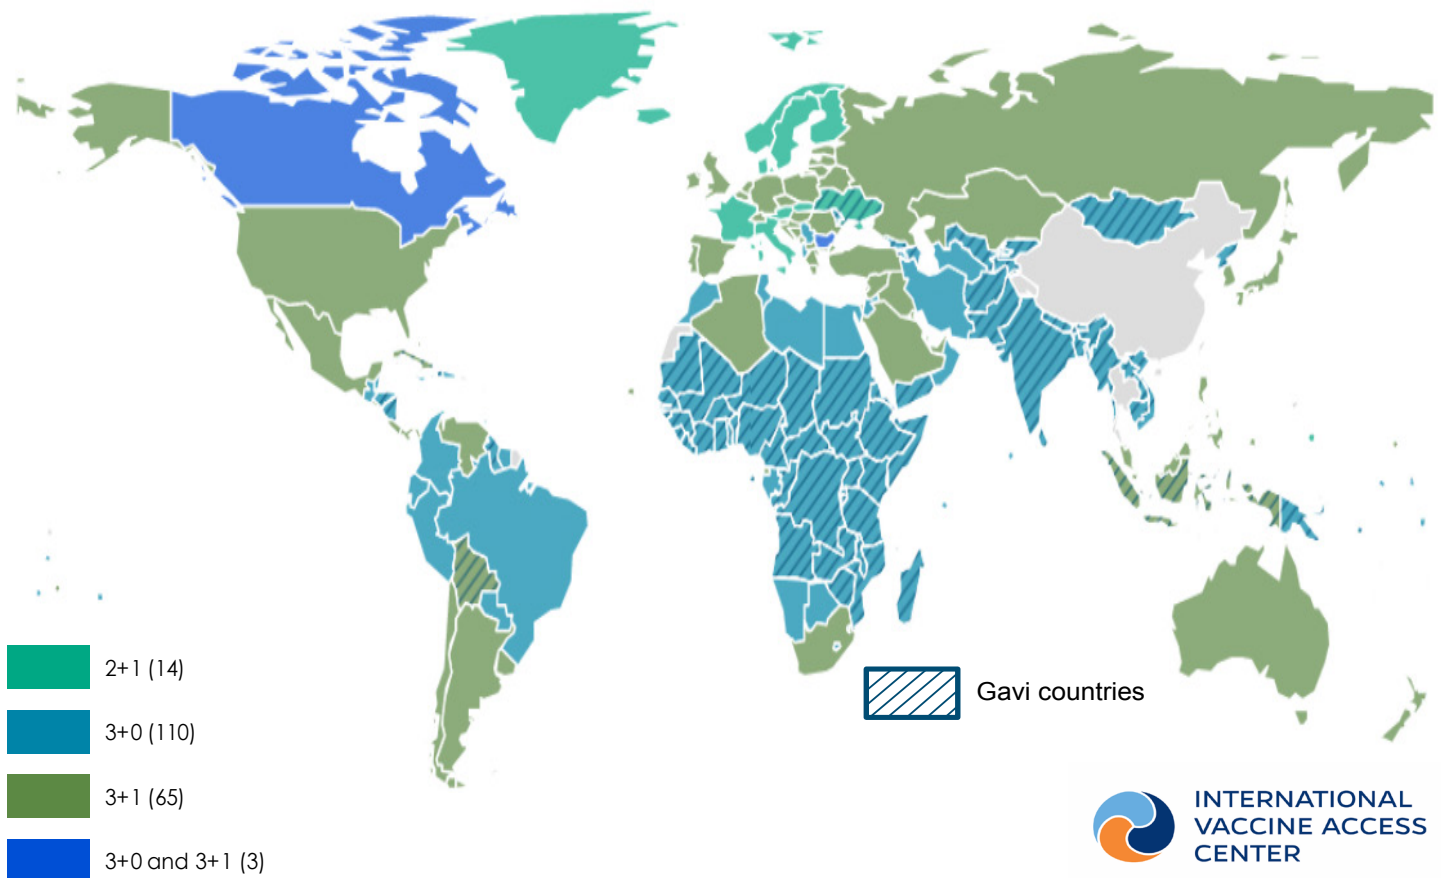 2+1 (14)
3+0 (110)
3+1 (65)
3+0 and 3+1 (3)
Gavi countries
INTERNATIONAL
VACCINE ACCESS
CENTER